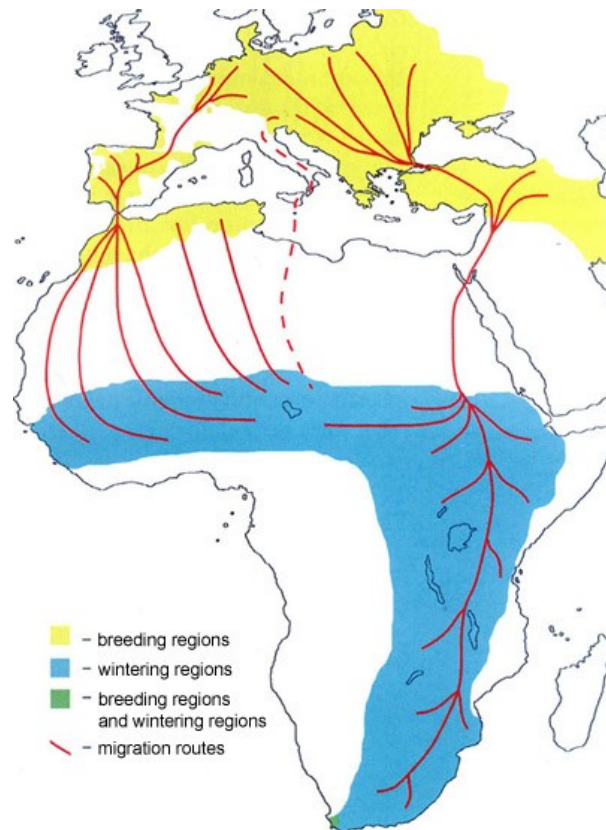 – breeding regions
– wintering regions
– breeding regions
and wintering regions
– migration routes